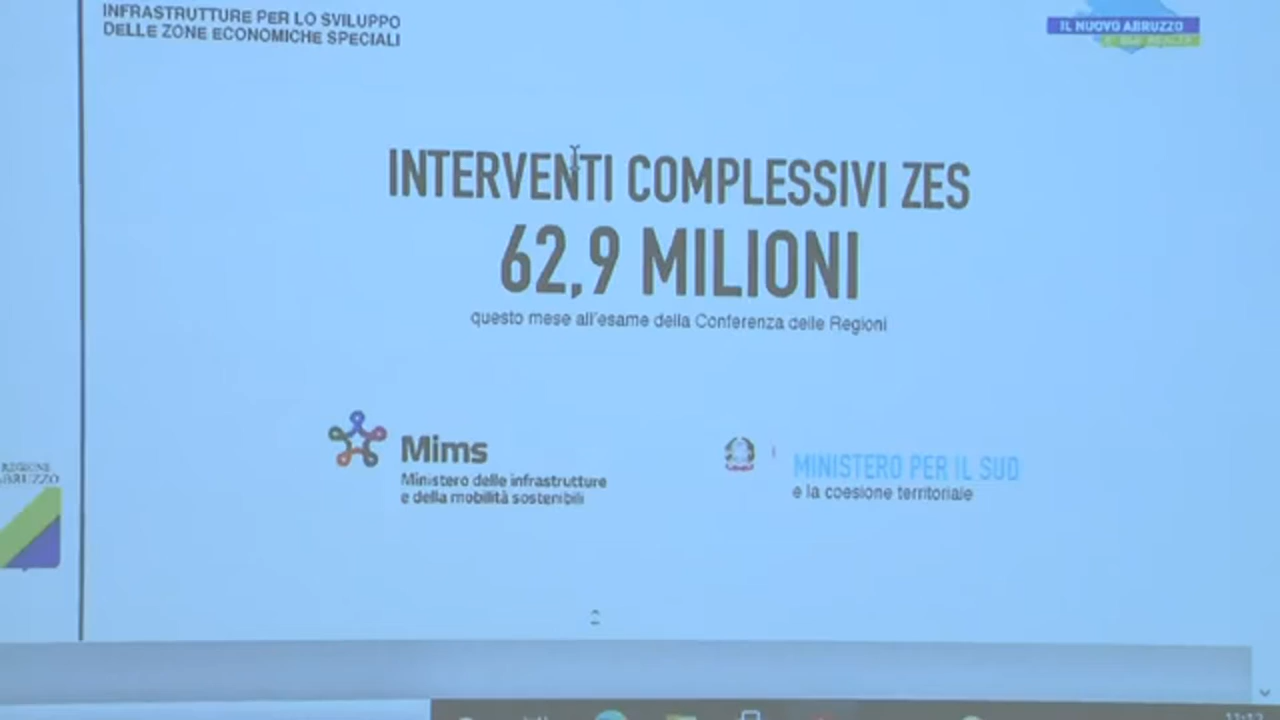 INFRASTRUTTURE PER LO SVILUPPO
DELLE ZONE ECONOMICHE SPECIALI
IL NUOVO ABRUZZO
INTERVENTI COMPLESSIVI ZES
62,9 MILIONI
questo mese all'esame della Conferenza delle Regioni
Mims
Ministero delle infrastrutture
e della mobilità sostenibili
MINISTERO PER IL SUD
e la coesione territoriale
REGIONE
ABRUZZO